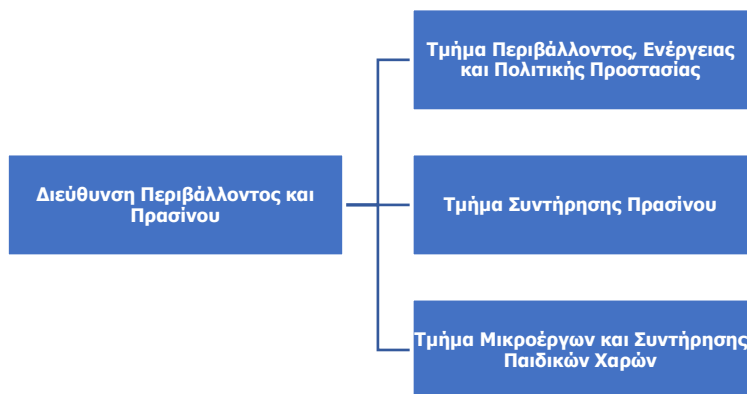 Τμήμα Περιβάλλοντος, Ενέργειας
και Πολιτικής Προστασίας
Διεύθυνση Περιβάλλοντος και
Πρασίνου
Τμήμα Συντήρησης Πρασίνου
Τμήμα Μικροέργων και Συντήρησης
Παιδικών Χαρών